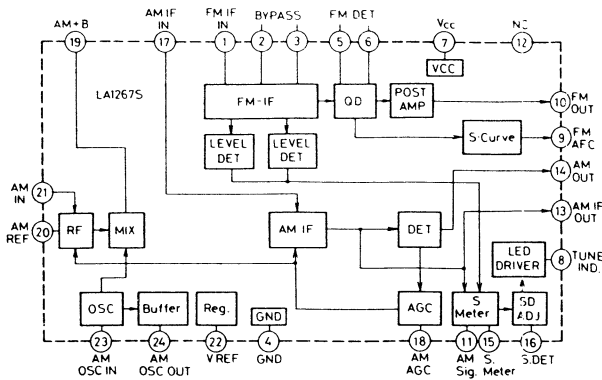 AM+B
AM IF IN
FM IF IN
BYPASS
FM DET
Vcc
NC
19
17
1
2
3
5
6
7
12
VCC
LA1267S
FM-IF
QD
POST AMP
10
FM OUT
LEVEL DET
LEVEL DET
S-Curve
9
FM AFC
14
AM OUT
AM IN
21
13
AM IF OUT
AM REF
20
RF
MIX
AM IF
DET
LED DRIVER
8
TUNE IND.
OSC
Buffer
Reg.
GND
AGC
S Meter
SD ADJ
23
24
22
4
18
11
15
16
AM OSC IN
AM OSC OUT
V REF
GND
AM AGC
AM Sig.
S. Meter
S.DET